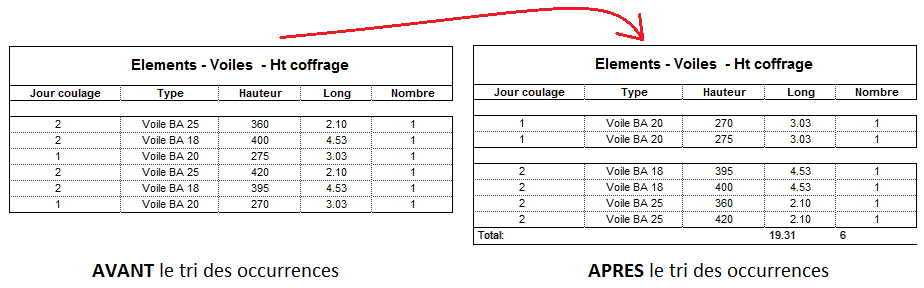 Elements - Voiles - Ht coffrage
Jour coulage Type Hauteur Long Nombre
2 Voile BA 25 360 2.10 1
2 Voile BA 18 400 4.53 1
1 Voile BA 20 275 3.03 1
2 Voile BA 25 420 2.10 1
2 Voile BA 18 395 4.53 1
1 Voile BA 20 270 3.03 1
AVANT le tri des occurrences
Elements - Voiles - Ht coffrage
Jour coulage Type Hauteur Long Nombre
1 Voile BA 20 270 3.03 1
1 Voile BA 20 275 3.03 1
2 Voile BA 18 395 4.53 1
2 Voile BA 18 400 4.53 1
2 Voile BA 25 360 2.10 1
2 Voile BA 25 420 2.10 1
Total: 19.31 6
APRES le tri des occurrences